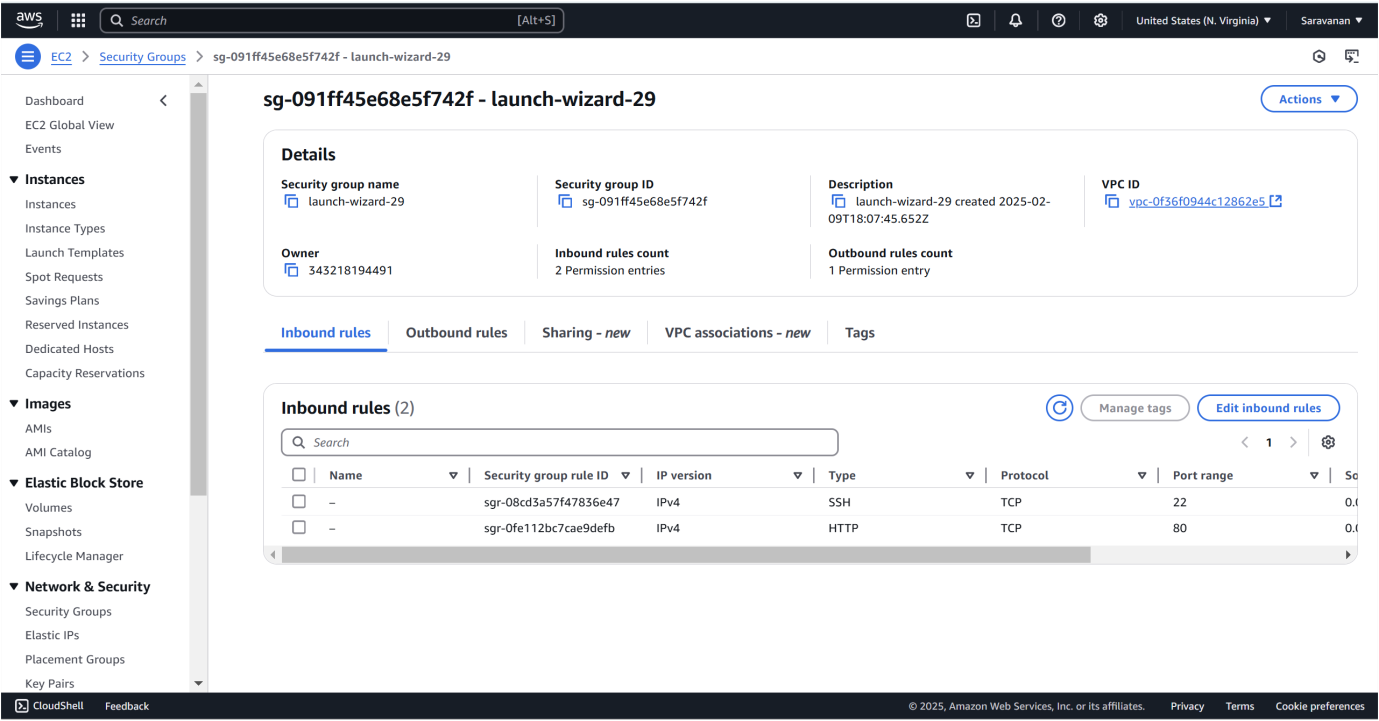 aws
Search [Alt+S]
United States (N. Virginia)
Saravanan
EC2
Security Groups
sg-091ff45e68e5f742f - launch-wizard-29
Dashboard
EC2 Global View
Events
Instances
Instances
Instance Types
Launch Templates
Spot Requests
Savings Plans
Reserved Instances
Dedicated Hosts
Capacity Reservations
Images
AMIs
AMI Catalog
Elastic Block Store
Volumes
Snapshots
Lifecycle Manager
Network & Security
Security Groups
Elastic IPs
Placement Groups
Key Pairs
sg-091ff45e68e5f742f - launch-wizard-29
Actions
Details
Security group name
launch-wizard-29
Security group ID
sg-091ff45e68e5f742f
Description
launch-wizard-29 created 2025-02-
09T18:07:45.652Z
VPC ID
vpc-0f36f0944c12862e5
Owner
343218194491
Inbound rules count
2 Permission entries
Outbound rules count
1 Permission entry
Inbound rules
Outbound rules
Sharing - new
VPC associations - new
Tags
Inbound rules (2)
Manage tags
Edit inbound rules
Search
1
Name Security group rule ID IP version Type Protocol Port range
– sgr-08cd3a57f47836e47 IPv4 SSH TCP 22
– sgr-0fe112bc7cae9defb IPv4 HTTP TCP 80
CloudShell
Feedback
© 2025, Amazon Web Services, Inc. or its affiliates.
Privacy
Terms
Cookie preferences